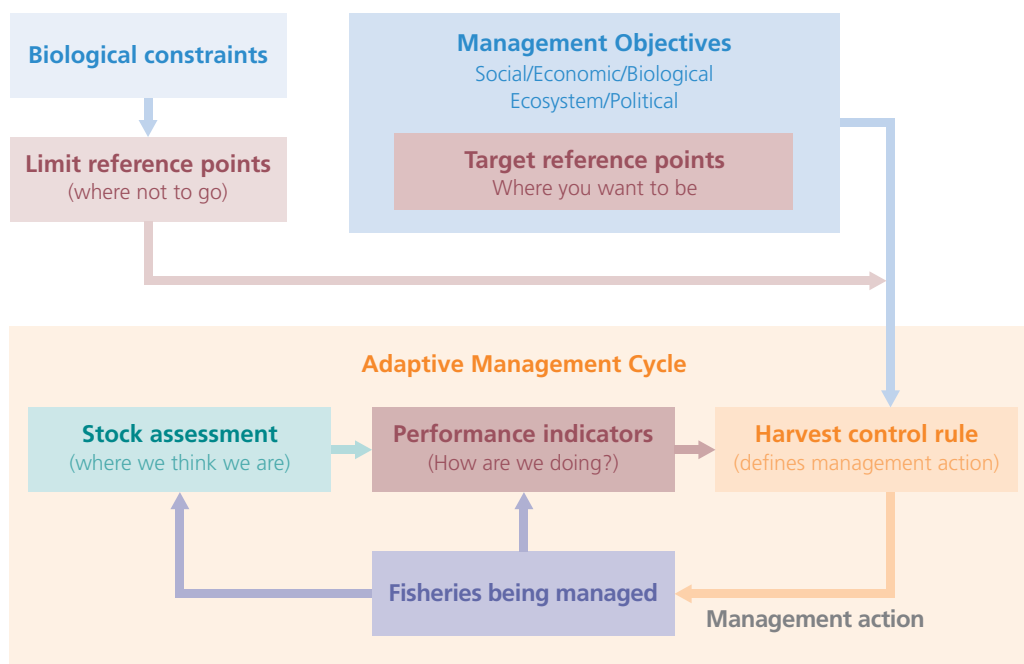 Biological constraints
Limit reference points
(where not to go)
Management Objectives
Social/Economic/Biological
Ecosystem/Political
Target reference points
Where you want to be
Adaptive Management Cycle
Stock assessment
(where we think we are)
Performance indicators
(How are we doing?)
Harvest control rule
(defines management action)
Fisheries being managed
Management action